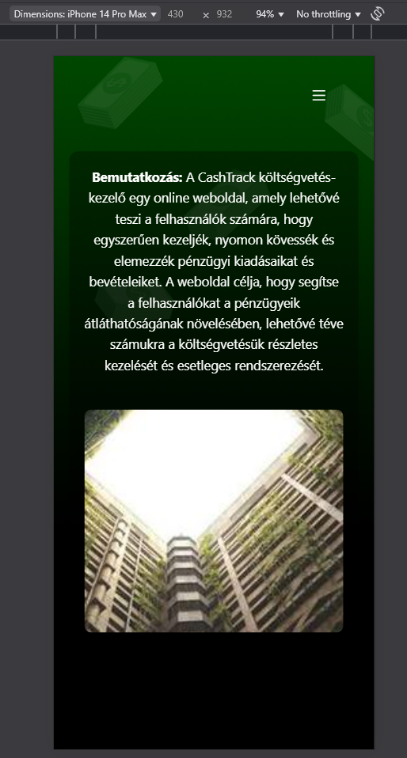 Dimensions: iPhone 14 Pro Max ▼ 430 × 932 94% ▼ No throttling ▼
Bemutatkozás: A CashTrack költségvetés-
kezelő egy online weboldal, amely lehetővé
teszi a felhasználók számára, hogy
egyszerűen kezeljék, nyomon kövessék és
elemezzék pénzügyi kiadásaikat és
bevételeiket. A weboldal célja, hogy segítse
a felhasználókat a pénzügyeik
átláthatóságának növelésében, lehetővé téve
számukra a költségvetésük részletes
kezelését és esetleges rendszerezését.